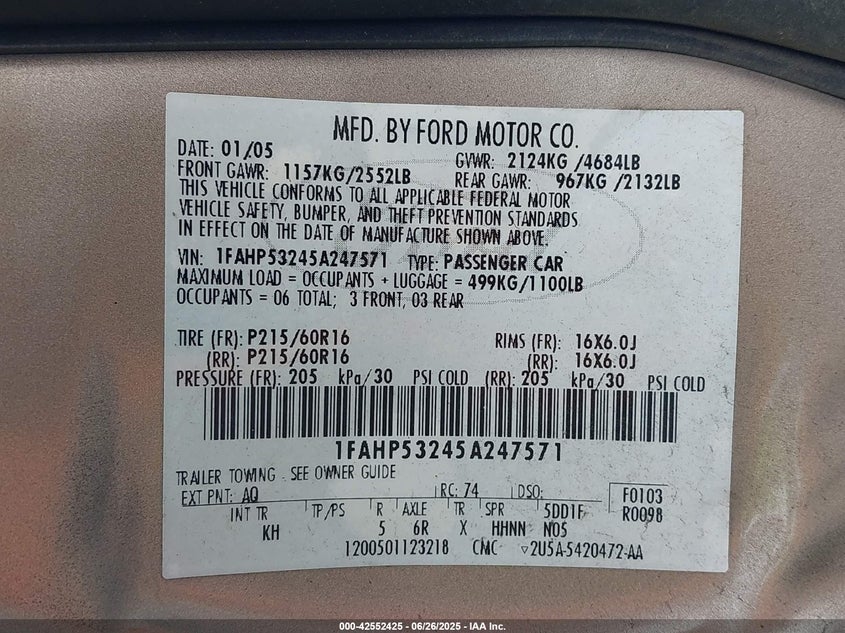 MFD. BY FORD MOTOR CO.
DATE: 01/05 GVWR: 2124KG /4684LB
FRONT GAWR: 1157KG/2552LB REAR GAWR: 967KG /2132LB
THIS VEHICLE CONFORMS TO ALL APPLICABLE FEDERAL MOTOR
VEHICLE SAFETY, BUMPER, AND THEFT PREVENTION STANDARDS
IN EFFECT ON THE DATE OF MANUFACTURE SHOWN ABOVE.
VIN: 1FAHP53245A247571 TYPE: PASSENGER CAR
MAXIMUM LOAD = OCCUPANTS + LUGGAGE = 499KG/1100LB
OCCUPANTS = 06 TOTAL; 3 FRONT, 03 REAR
TIRE (FR): P215/60R16 RIMS (FR): 16X6.0J
(RR): P215/60R16 (RR): 16X6.0J
PRESSURE (FR): 205 kPa/30 PSI COLD (RR): 205 kPa/30 PSI COLD
1FAHP53245A247571
TRAILER TOWING - SEE OWNER GUIDE
EXT PNT: AQ RC: 74 DSO: F0103
INT TR TP/PS R AXLE TR SPR 5DD1F R0098
KH 5 6R X HHNN N05
1200501123218 CMC ▽2U5A-5420472-AA
000-42552425 | 06/26/2025 | IAA Inc.